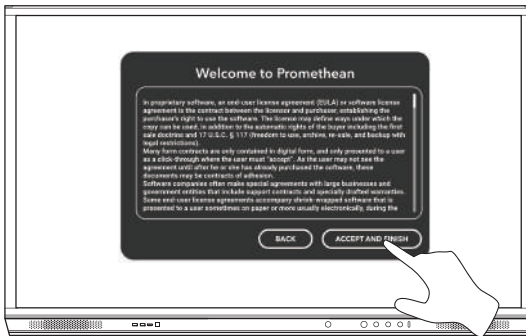 Welcome to Promethean
In proprietary software, an end-user license agreement (EULA) or software license
agreement is the contract between the licensor and purchaser, establishing the
purchaser's right to use the software. The license may define ways under which the
copy can be used, in addition to the automatic rights of the buyer including the first
sale doctrine and 17 U.S.C. § 117 (freedom to use, archive, re-sale, and backup with
legal restrictions).
Many form contracts are only contained in digital form, and only presented to a user
as a click-through where the user must "accept". As the user may not see the
agreement until after he or she has already purchased the software, these
documents may be contracts of adhesion.
Software companies often make special agreements with large businesses and
government entities that include support contracts and specially drafted warranties.
Some end-user license agreements accompany shrink-wrapped software that is
presented to a user sometimes on paper or more usually electronically, during the
BACK
ACCEPT AND FINISH